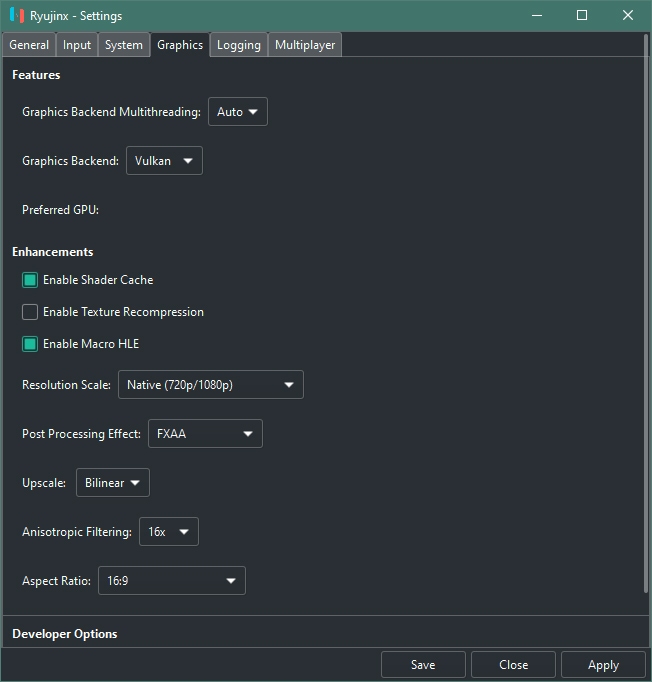 Ryujinx - Settings
General Input System Graphics Logging Multiplayer
Features
Graphics Backend Multithreading: Auto
Graphics Backend: Vulkan
Preferred GPU:
Enhancements
Enable Shader Cache
Enable Texture Recompression
Enable Macro HLE
Resolution Scale: Native (720p/1080p)
Post Processing Effect: FXAA
Upscale: Bilinear
Anisotropic Filtering: 16x
Aspect Ratio: 16:9
Developer Options
Save Close Apply